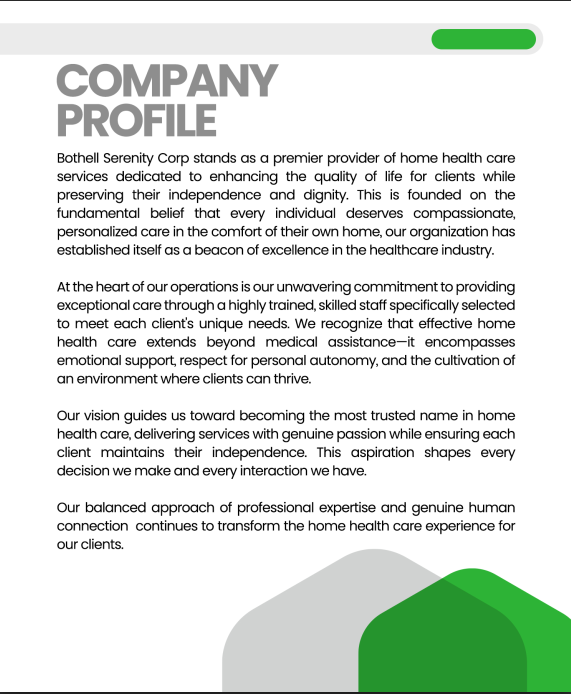 COMPANY
PROFILE
Bothell Serenity Corp stands as a premier provider of home health care
services dedicated to enhancing the quality of life for clients while
preserving their independence and dignity. This is founded on the
fundamental belief that every individual deserves compassionate,
personalized care in the comfort of their own home, our organization has
established itself as a beacon of excellence in the healthcare industry.
At the heart of our operations is our unwavering commitment to providing
exceptional care through a highly trained, skilled staff specifically selected
to meet each client's unique needs. We recognize that effective home
health care extends beyond medical assistance—it encompasses
emotional support, respect for personal autonomy, and the cultivation of
an environment where clients can thrive.
Our vision guides us toward becoming the most trusted name in home
health care, delivering services with genuine passion while ensuring each
client maintains their independence. This aspiration shapes every
decision we make and every interaction we have.
Our balanced approach of professional expertise and genuine human
connection continues to transform the home health care experience for
our clients.